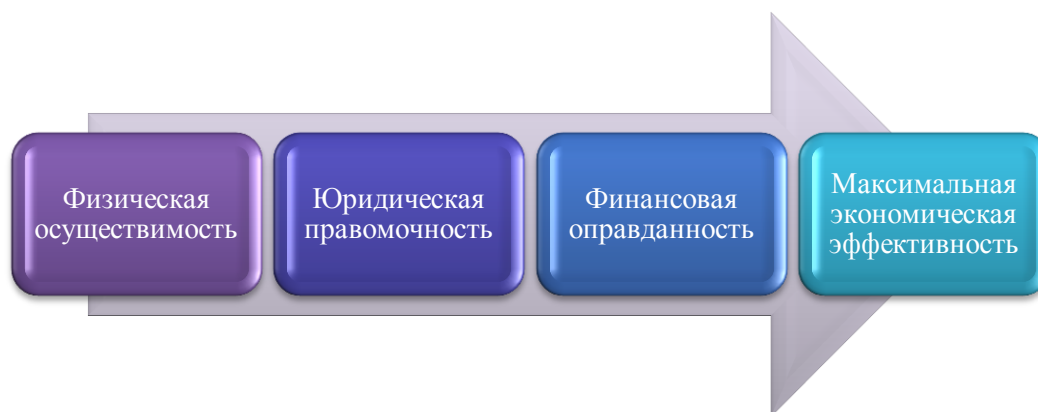 Физическая
осуществимость
Юридическая
правомочность
Финансовая
оправданность
Максимальная
экономическая
эффективность